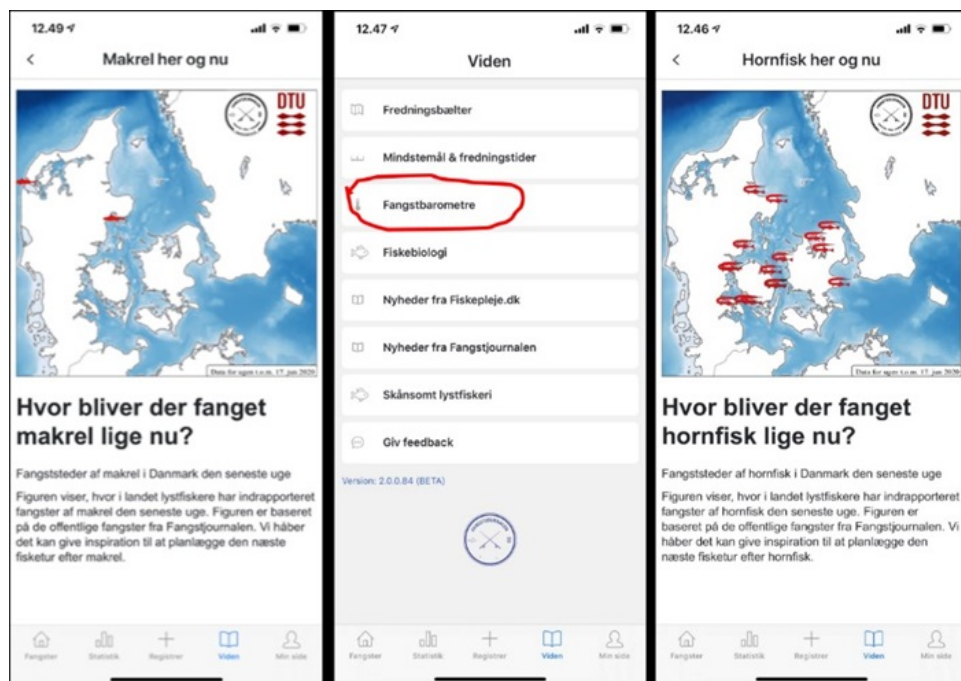 12.49
Makrel her og nu
DTU
Data for ugen t.o.m. 17. jun 2020
Hvor bliver der fanget
makrel lige nu?
Fangststeder af makrel i Danmark den seneste uge
Figuren viser, hvor i landet lystfiskere har indrapporteret
fangster af makrel den seneste uge. Figuren er baseret
på de offentlige fangster fra Fangstjournalen. Vi håber
det kan give inspiration til at planlægge den næste
fisketur efter makrel.
Fangster
Statistik
Registrer
Viden
Min side
12.47
Viden
Fredningsbælter
Mindstemål & fredningstider
Fangstbarometre
Fiskebiologi
Nyheder fra Fiskepleje.dk
Nyheder fra Fangstjournalen
Skånsomt lystfiskeri
Giv feedback
Version: 2.0.0.84 (BETA)
Fangster
Statistik
Registrer
Viden
Min side
12.46
Hornfisk her og nu
DTU
Data for ugen t.o.m. 17. jun 2020
Hvor bliver der fanget
hornfisk lige nu?
Fangststeder af hornfisk i Danmark den seneste uge
Figuren viser, hvor i landet lystfiskere har indrapporteret
fangster af hornfisk den seneste uge. Figuren er
baseret på de offentlige fangster fra Fangstjournalen. Vi
håber det kan give inspiration til at planlægge den
næste fisketur efter hornfisk.
Fangster
Statistik
Registrer
Viden
Min side